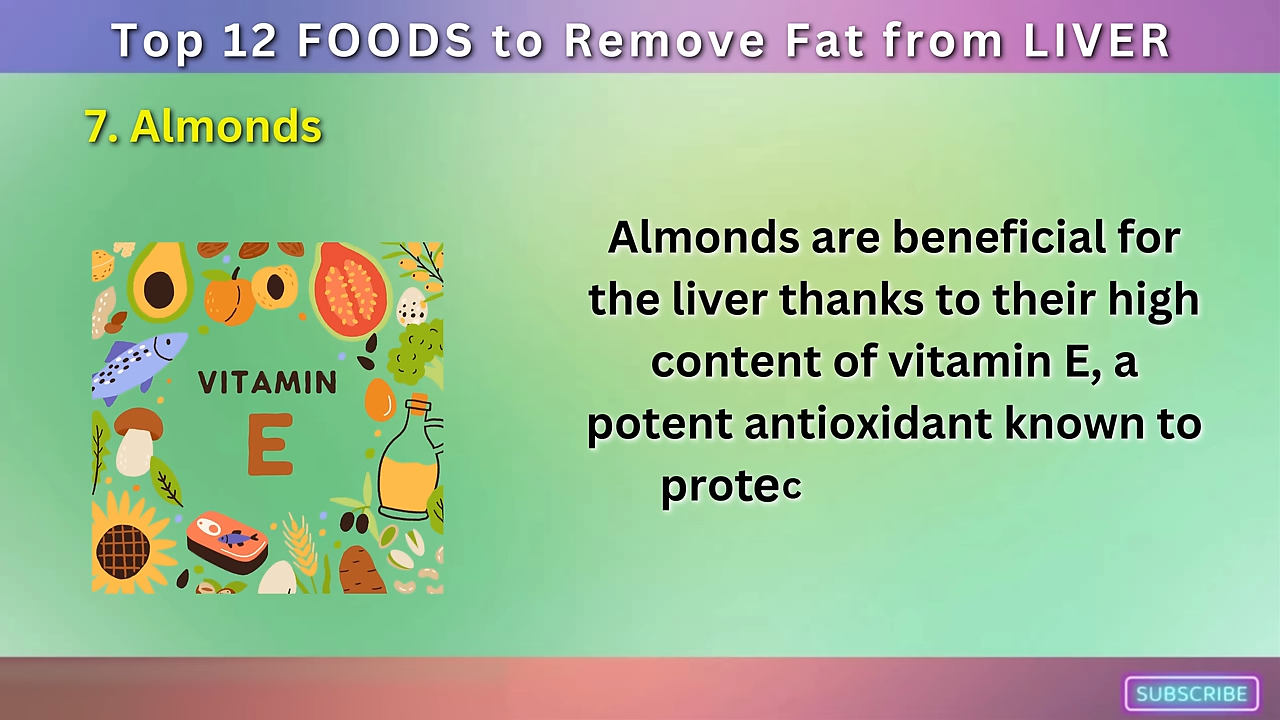 Top 12 FOODS to Remove Fat from LIVER
7. Almonds
VITAMIN
E
Almonds are beneficial for
the liver thanks to their high
content of vitamin E, a
potent antioxidant known to
protec
SUBSCRIBE